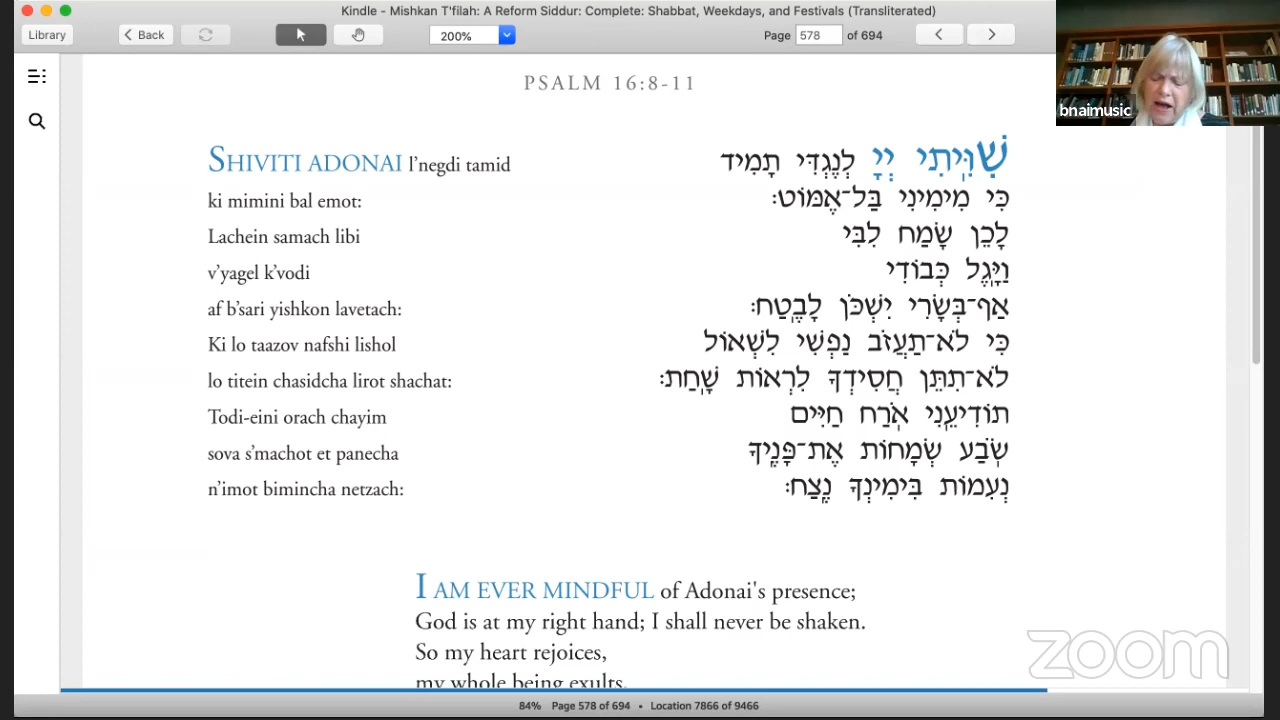 Kindle - Mishkan T'filah: A Reform Siddur: Complete: Shabbat, Weekdays, and Festivals (Transliterated)
Library
Back
200%
Page 578 of 694
bnaimusic
PSALM 16:8-11
SHIVITI ADONAI l'negdi tamid
ki mimini bal emot:
Lachein samach libi
v'yagel k'vodi
af b'sari yishkon lavetach:
Ki lo taazov nafshi lishol
lo titein chasidcha lirot shachat:
Todi-eini orach chayim
sova s'machot et panecha
n'imot bimincha netzach:
שִׁוִּֽיתִי יְיָ לְנֶגְדִּי תָמִיד
כִּי מִימִינִי בַּל־אֶמּוֹט:
לָכֵן שָׂמַח לִבִּי
וַיָּֽגֶל כְּבוֹדִי
אַף־בְּשָׂרִי יִשְׁכֹּן לָבֶֽטַח:
כִּי לֹא־תַעֲזֹב נַפְשִׁי לִשְׁאוֹל
לֹא־תִתֵּן חֲסִידְךָ לִרְאוֹת שָֽׁחַת:
תּוֹדִיעֵֽנִי אֹֽרַח חַיִּים
שֹֽׂבַע שְׂמָחוֹת אֶת־פָּנֶֽיךָ
נְעִמוֹת בִּימִינְךָ נֶֽצַח:
I AM EVER MINDFUL of Adonai's presence;
God is at my right hand; I shall never be shaken.
So my heart rejoices,
my whole being exults,
zoom
84% Page 578 of 694 • Location 7866 of 9466